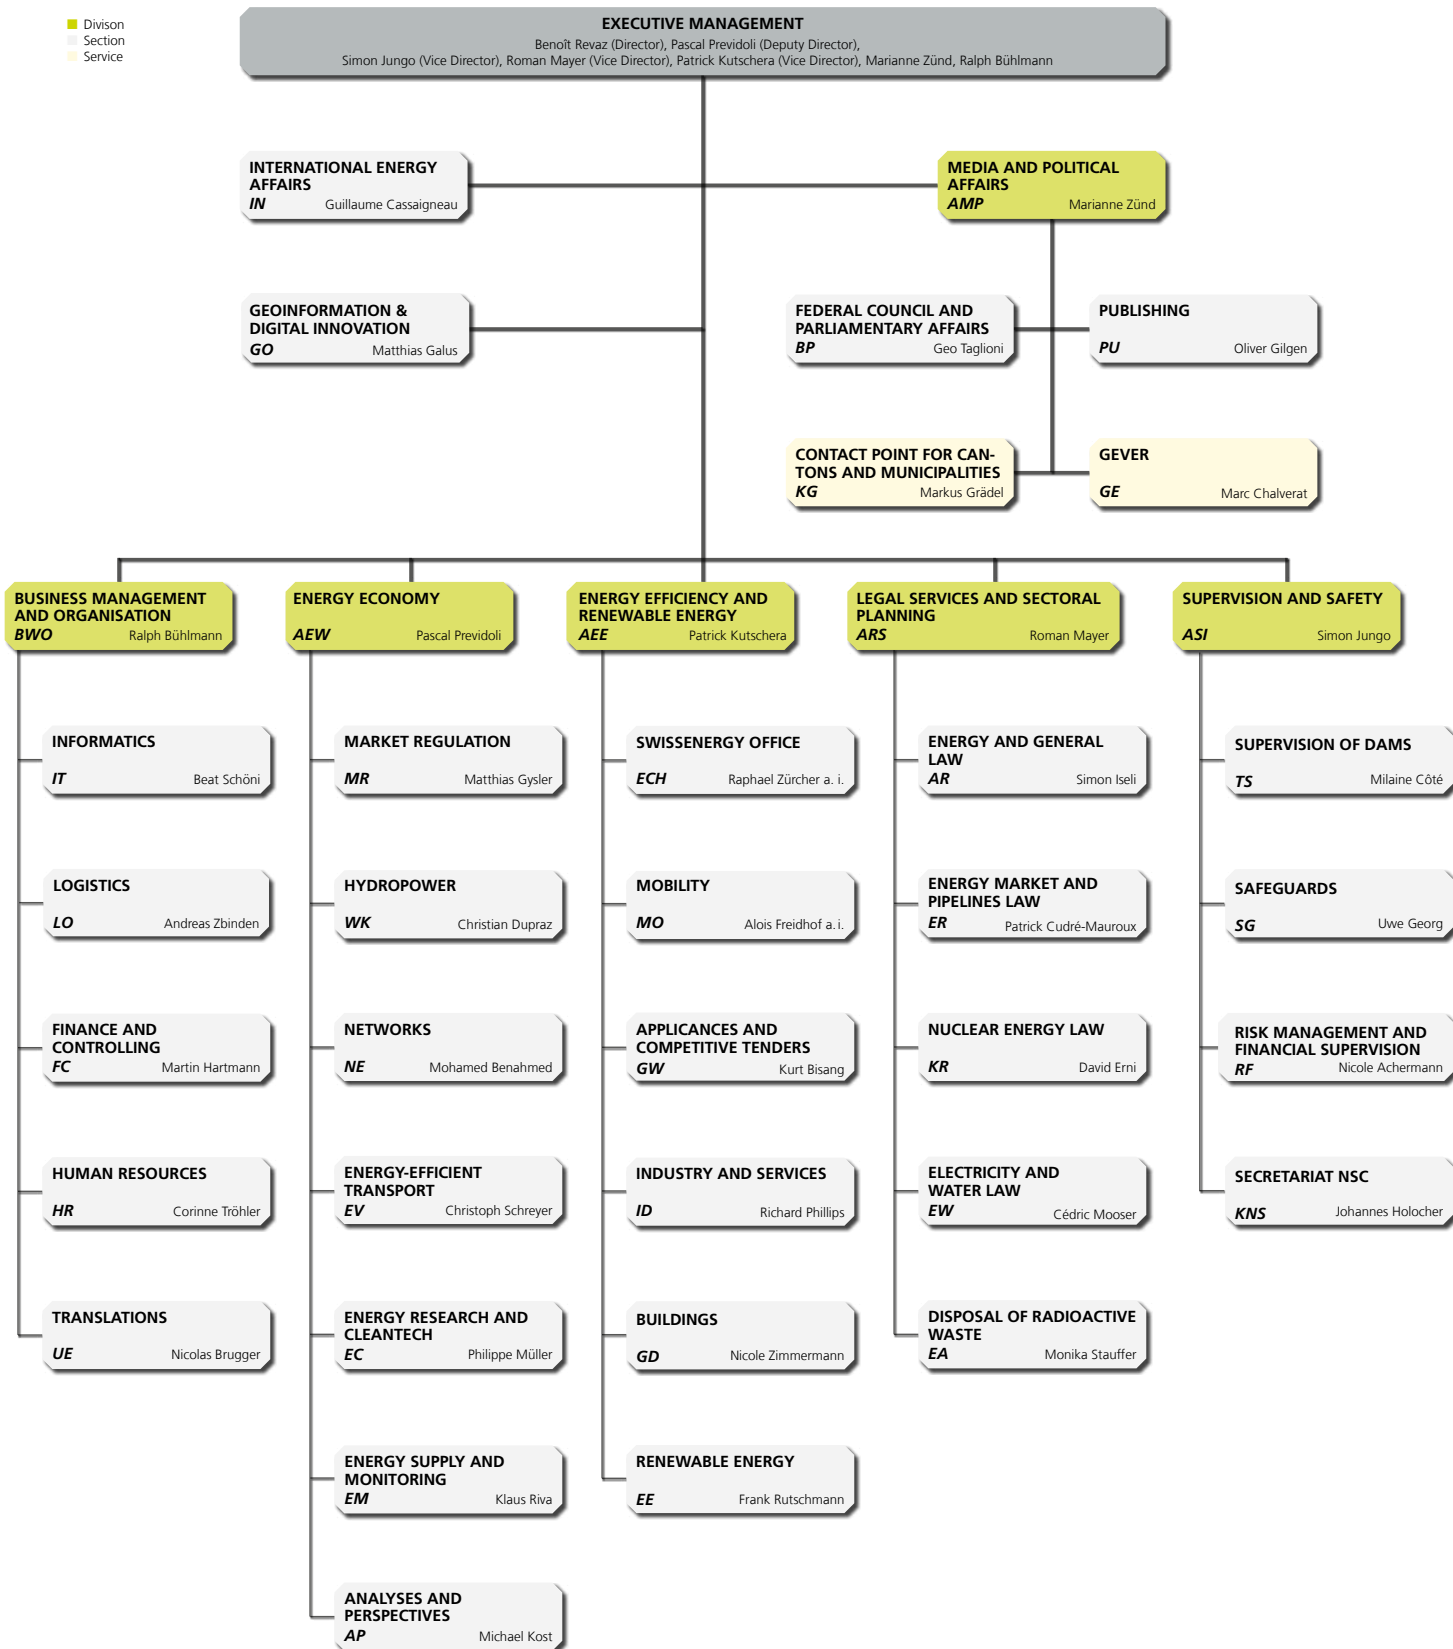 Divison
Section
Service
EXECUTIVE MANAGEMENT
Benoît Revaz (Director), Pascal Previdoli (Deputy Director),
Simon Jungo (Vice Director), Roman Mayer (Vice Director), Patrick Kutschera (Vice Director), Marianne Zünd, Ralph Bühlmann
INTERNATIONAL ENERGY
AFFAIRS
IN Guillaume Cassaigneau
MEDIA AND POLITICAL
AFFAIRS
AMP Marianne Zünd
GEOINFORMATION &
DIGITAL INNOVATION
GO Matthias Galus
FEDERAL COUNCIL AND
PARLIAMENTARY AFFAIRS
BP Geo Taglioni
PUBLISHING
PU Oliver Gilgen
CONTACT POINT FOR CAN-
TONS AND MUNICIPALITIES
KG Markus Grädel
GEVER
GE Marc Chalverat
BUSINESS MANAGEMENT
AND ORGANISATION
BWO Ralph Bühlmann
ENERGY ECONOMY
AEW Pascal Previdoli
ENERGY EFFICIENCY AND
RENEWABLE ENERGY
AEE Patrick Kutschera
LEGAL SERVICES AND SECTORAL
PLANNING
ARS Roman Mayer
SUPERVISION AND SAFETY
ASI Simon Jungo
INFORMATICS
IT Beat Schöni
LOGISTICS
LO Andreas Zbinden
FINANCE AND
CONTROLLING
FC Martin Hartmann
HUMAN RESOURCES
HR Corinne Tröhler
TRANSLATIONS
UE Nicolas Brugger
MARKET REGULATION
MR Matthias Gysler
HYDROPOWER
WK Christian Dupraz
NETWORKS
NE Mohamed Benahmed
ENERGY-EFFICIENT
TRANSPORT
EV Christoph Schreyer
ENERGY RESEARCH AND
CLEANTECH
EC Philippe Müller
ENERGY SUPPLY AND
MONITORING
EM Klaus Riva
ANALYSES AND
PERSPECTIVES
AP Michael Kost
SWISSENERGY OFFICE
ECH Raphael Zürcher a. i.
MOBILITY
MO Alois Freidhof a. i.
APPLICANCES AND
COMPETITIVE TENDERS
GW Kurt Bisang
INDUSTRY AND SERVICES
ID Richard Phillips
BUILDINGS
GD Nicole Zimmermann
RENEWABLE ENERGY
EE Frank Rutschmann
ENERGY AND GENERAL
LAW
AR Simon Iseli
ENERGY MARKET AND
PIPELINES LAW
ER Patrick Cudré-Mauroux
NUCLEAR ENERGY LAW
KR David Erni
ELECTRICITY AND
WATER LAW
EW Cédric Mooser
DISPOSAL OF RADIOACTIVE
WASTE
EA Monika Stauffer
SUPERVISION OF DAMS
TS Milaine Côté
SAFEGUARDS
SG Uwe Georg
RISK MANAGEMENT AND
FINANCIAL SUPERVISION
RF Nicole Achermann
SECRETARIAT NSC
KNS Johannes Holocher